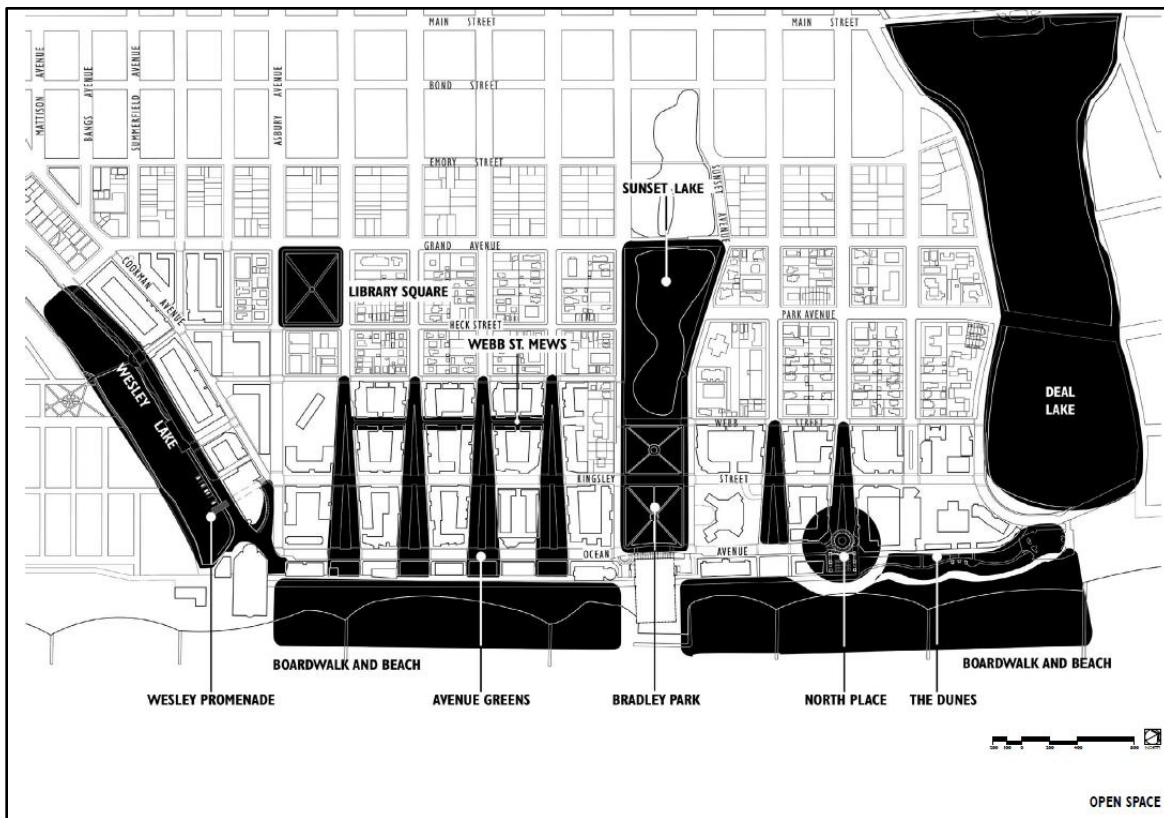 MAIN STREET
MAIN STREET
MATTISON AVENUE
BANGS AVENUE
SUMMERFIELD AVENUE
ASBURY AVENUE
BOND STREET
EMORY STREET
SUNSET LAKE
SUNSET AVENUE
GRAND AVENUE
COOKMAN AVENUE
LIBRARY SQUARE
PARK AVENUE
HECK STREET
WEBB ST. MEWS
WESLEY LAKE
DEAL
LAKE
WEBB STREET
KINGSLEY STREET
OCEAN AVENUE
BOARDWALK AND BEACH
BOARDWALK AND BEACH
WESLEY PROMENADE
AVENUE GREENS
BRADLEY PARK
NORTH PLACE
THE DUNES
OPEN SPACE